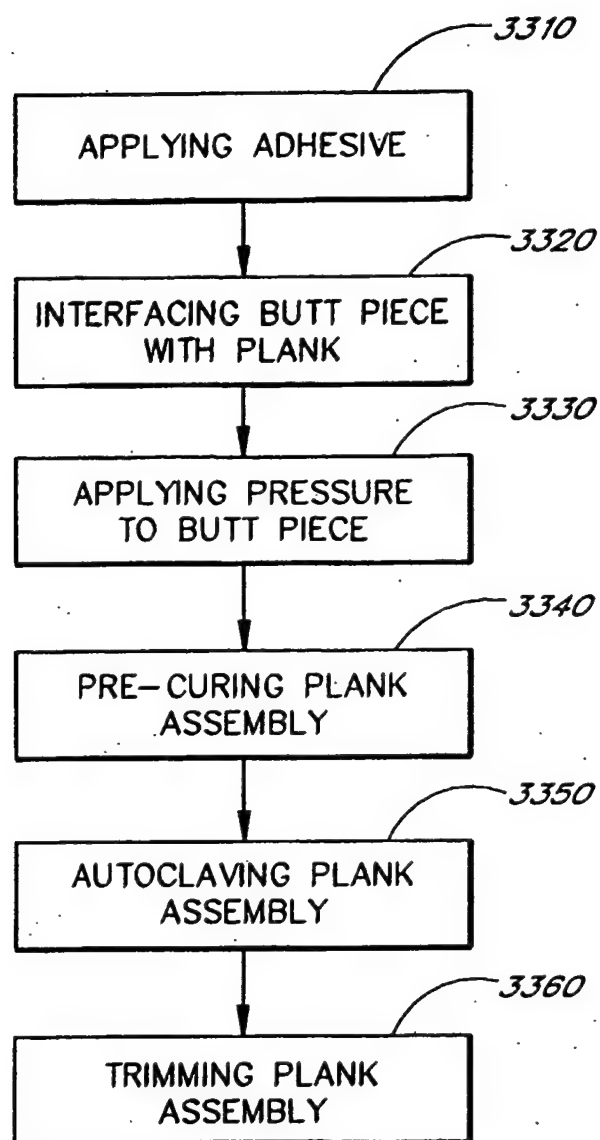 3310
APPLYING ADHESIVE
3320
INTERFACING BUTT PIECE
WITH PLANK
3330
APPLYING PRESSURE
TO BUTT PIECE
3340
PRE-CURING PLANK
ASSEMBLY
3350
AUTOCLAVING PLANK
ASSEMBLY
3360
TRIMMING PLANK
ASSEMBLY